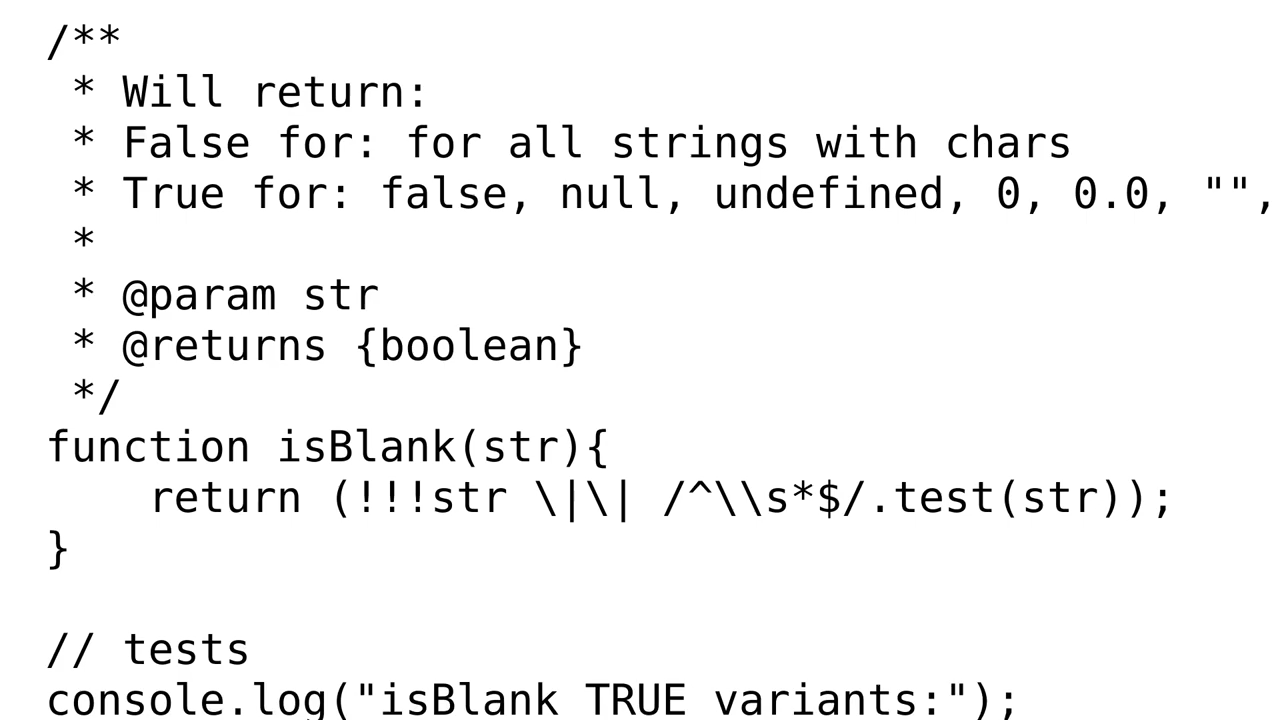 /**
 * Will return:
 * False for: for all strings with chars
 * True for: false, null, undefined, 0, 0.0, "",
 *
 * @param str
 * @returns {boolean}
 */
function isBlank(str){
    return (!!!str \|\| /^\\s*$/.test(str));
}

// tests
console.log("isBlank TRUE variants:");